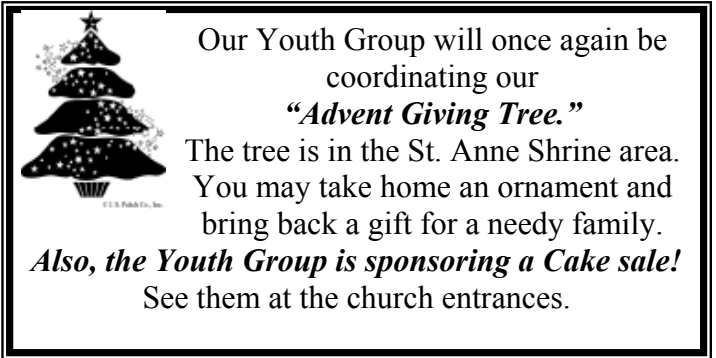 Our Youth Group will once again be
coordinating our
“Advent Giving Tree.”
The tree is in the St. Anne Shrine area.
You may take home an ornament and
bring back a gift for a needy family.
Also, the Youth Group is sponsoring a Cake sale!
See them at the church entrances.